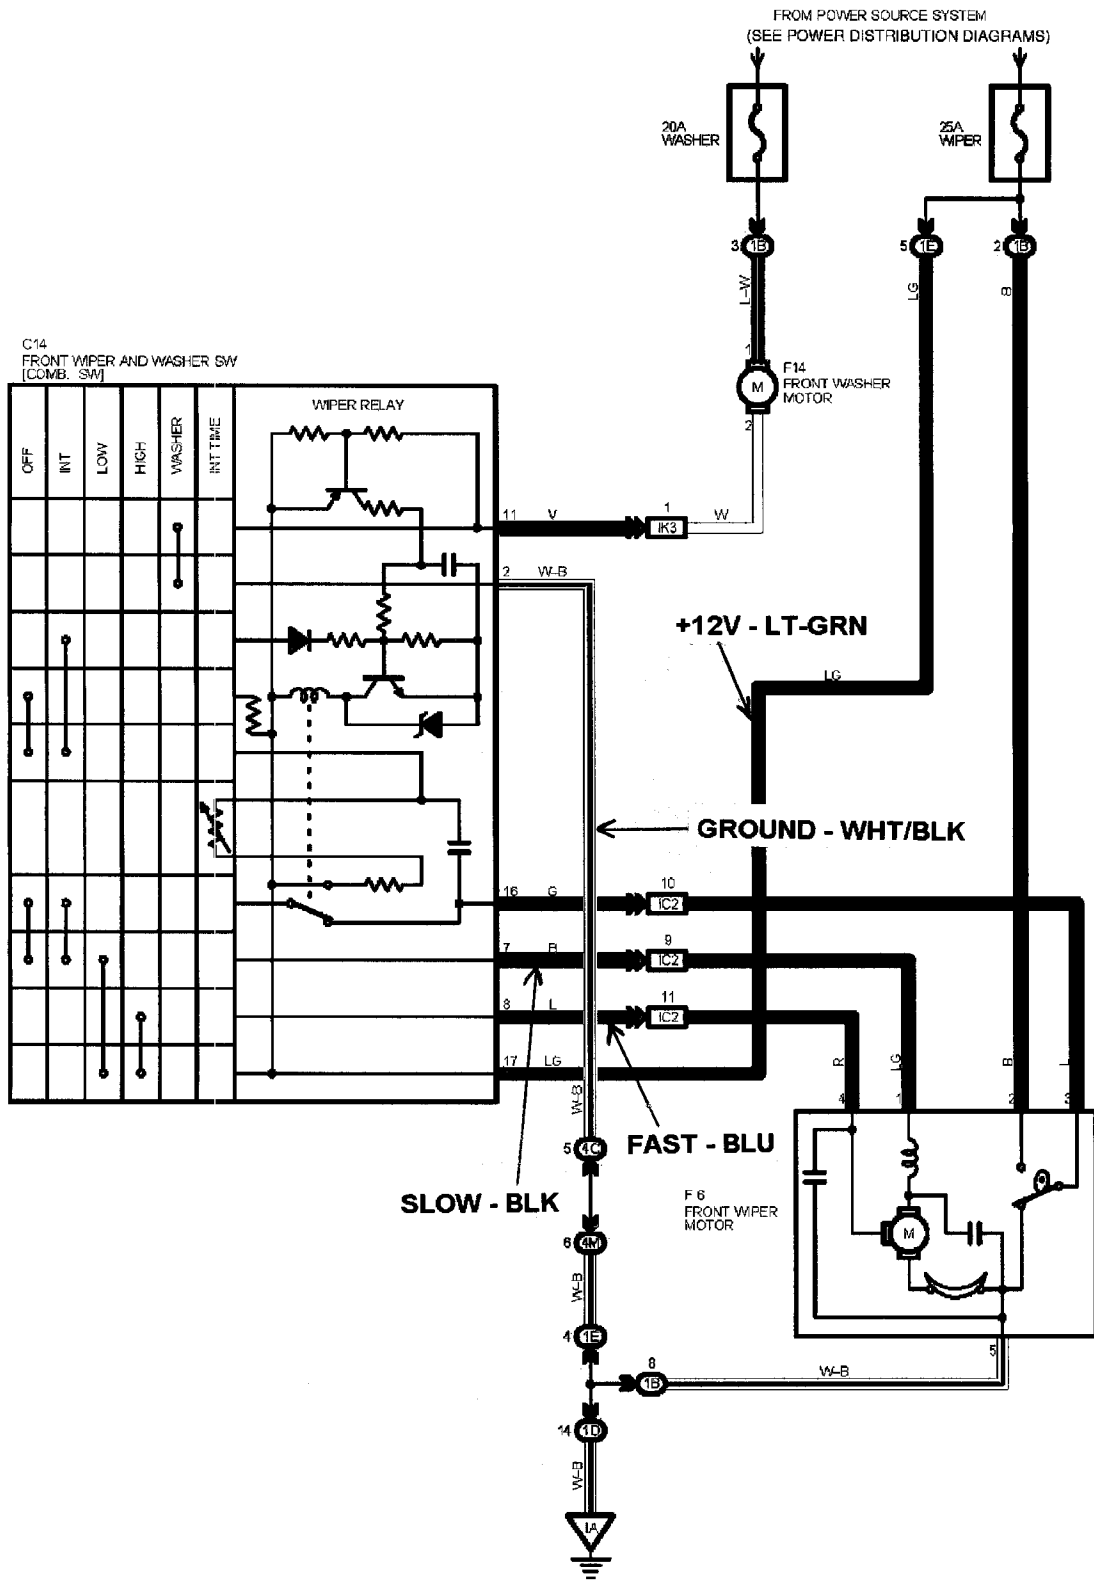 FROM POWER SOURCE SYSTEM
(SEE POWER DISTRIBUTION DIAGRAMS)
20A
WASHER
25A
WIPER
3 1B
5 1E
2 1B
L-W
LG
B
1
M
F14
FRONT WASHER
MOTOR
2
C14
FRONT WIPER AND WASHER SW
[COMB. SW]
OFF
INT
LOW
HIGH
WASHER
INT TIME
WIPER RELAY
11 V
1
IK3
W
2 W-B
+12V - LT-GRN
LG
GROUND - WHT/BLK
16 G
10
IC2
7 B
9
IC2
8 L
11
IC2
17 LG
W-B
R
LG
B
L
4
1
2
3
5 4C
FAST - BLU
SLOW - BLK
F 6
FRONT WIPER
MOTOR
M
6 4M
W-B
4 1E
5
8
1B
W-B
14 1D
W-B
IA